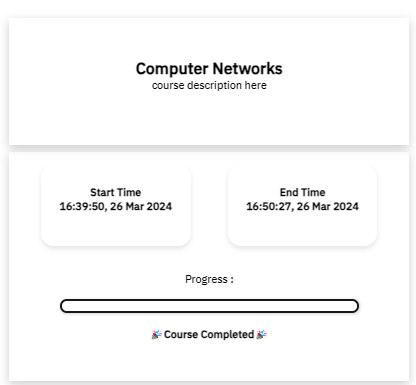 Computer Networks
course description here
Start Time
16:39:50, 26 Mar 2024
End Time
16:50:27, 26 Mar 2024
Progress :
🎉 Course Completed 🎉